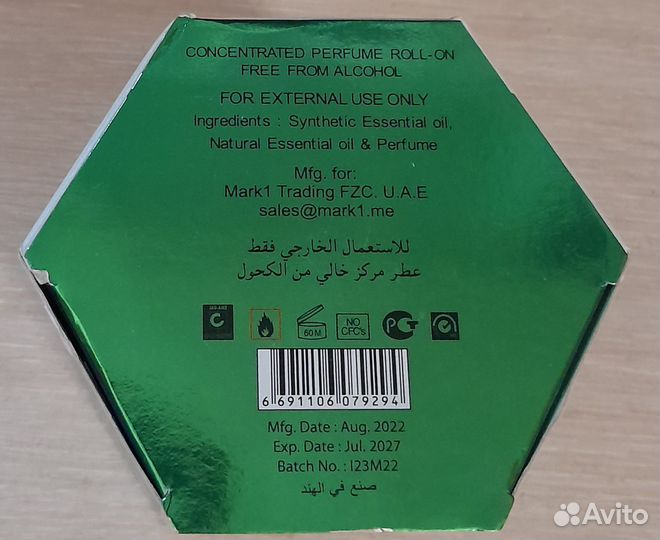 CONCENTRATED PERFUME ROLL-ON
FREE FROM ALCOHOL
FOR EXTERNAL USE ONLY
Ingredients : Synthetic Essential oil,
Natural Essential oil & Perfume
Mfg. for:
Mark1 Trading FZC. U.A.E
sales@mark1.me
للاستعمال الخارجي فقط
عطر مركز خالي من الكحول
60 M
NO
CFC's
6 691106 079294
Mfg. Date : Aug. 2022
Exp. Date : Jul. 2027
Batch No. : I23M22
صنع في الهند
Avito